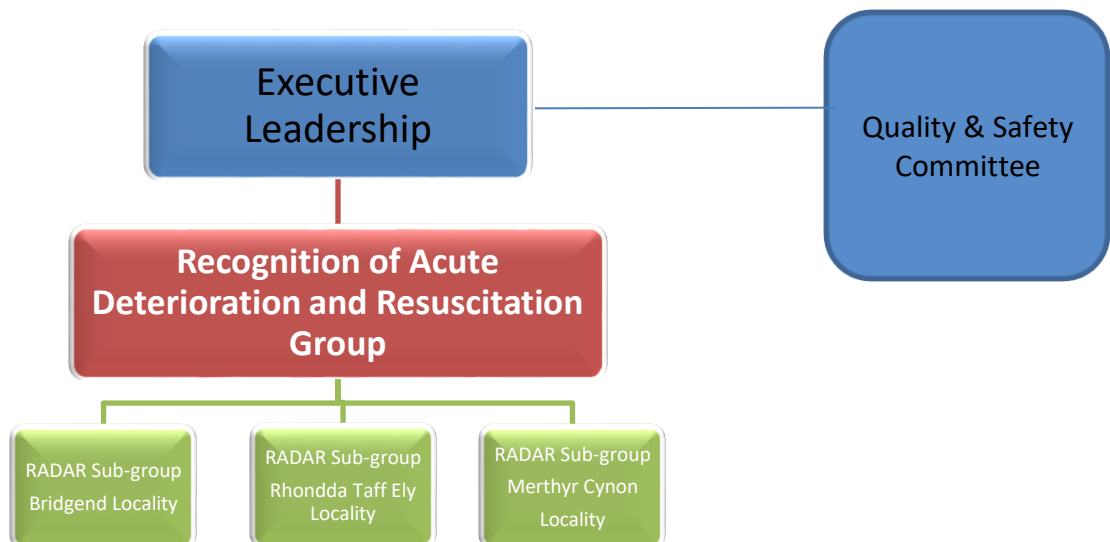 Executive
Leadership
Quality & Safety
Committee
Recognition of Acute
Deterioration and Resuscitation
Group
RADAR Sub-group
Bridgend Locality
RADAR Sub-group
Rhondda Taff Ely
Locality
RADAR Sub-group
Merthyr Cynon
Locality